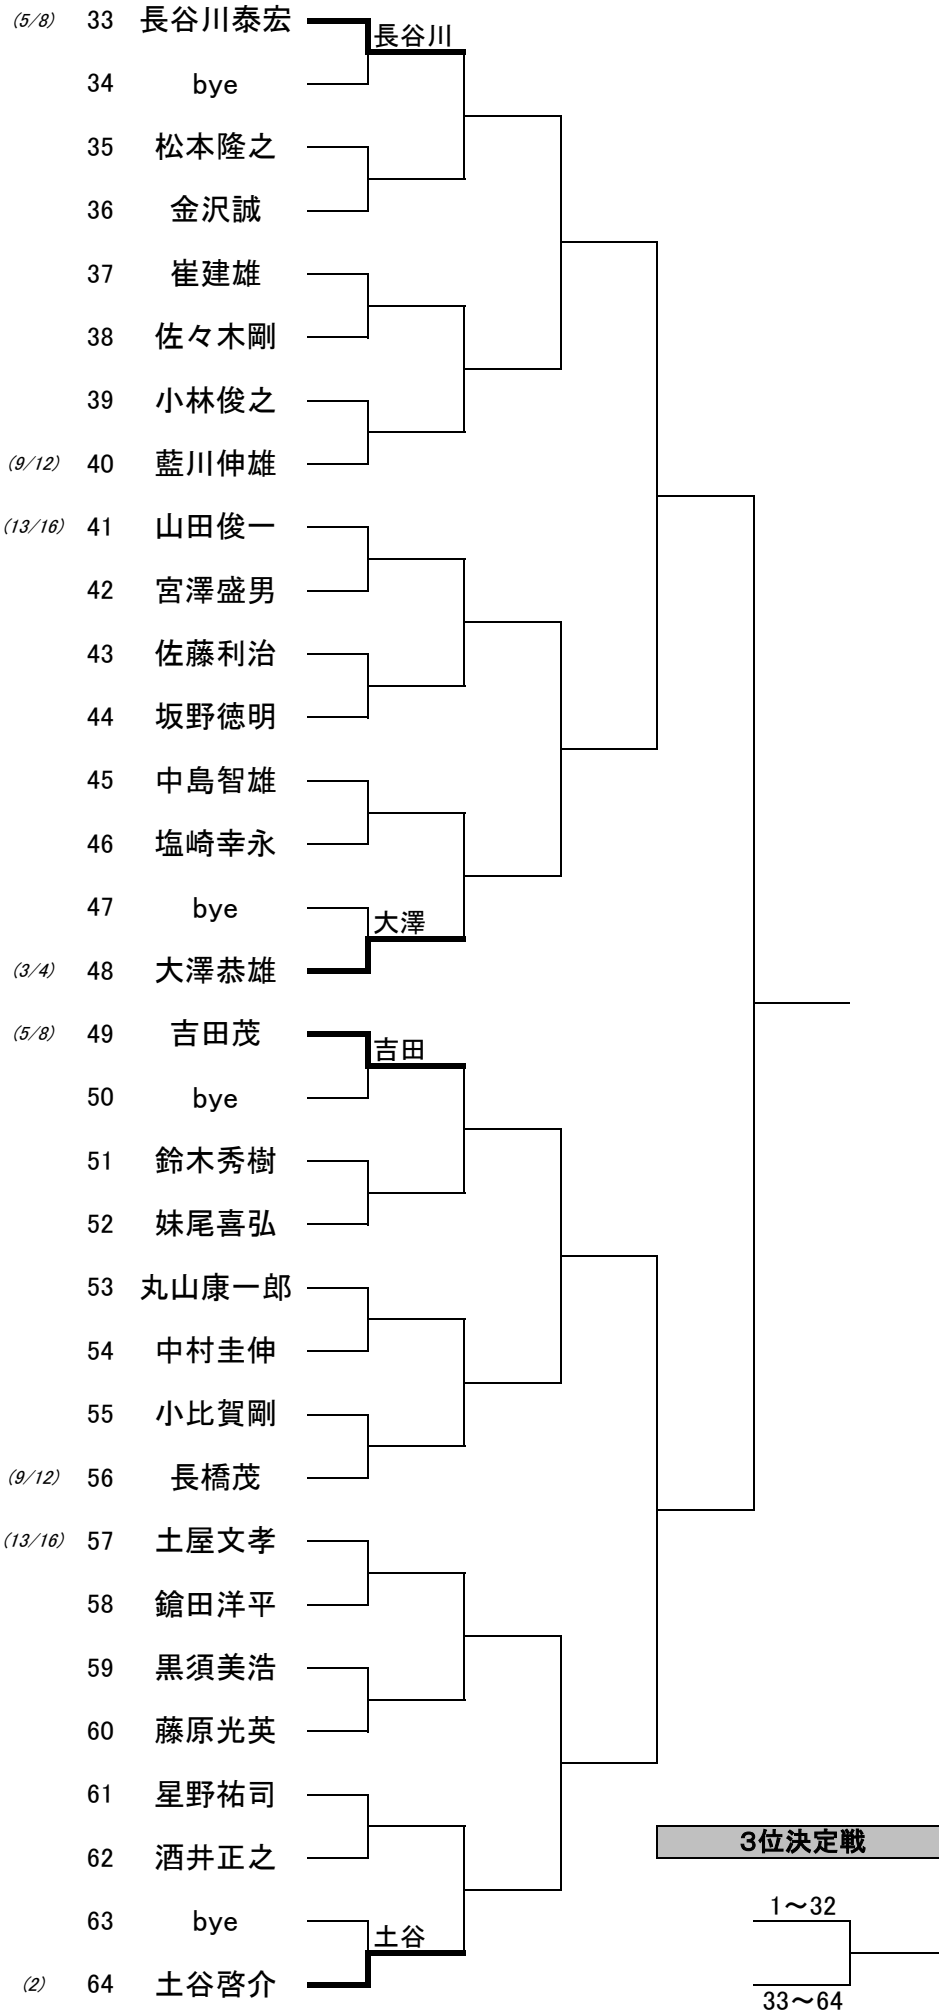 (5/8) 33 長谷川泰宏
長谷川
34 bye
35 松本隆之
36 金沢誠
37 崔建雄
38 佐々木剛
39 小林俊之
(9/12) 40 藍川伸雄
(13/16) 41 山田俊一
42 宮澤盛男
43 佐藤利治
44 坂野徳明
45 中島智雄
46 塩崎幸永
47 bye
大澤
(3/4) 48 大澤恭雄
(5/8) 49 吉田茂
吉田
50 bye
51 鈴木秀樹
52 妹尾喜弘
53 丸山康一郎
54 中村圭伸
55 小比賀剛
(9/12) 56 長橋茂
(13/16) 57 土屋文孝
58 鎗田洋平
59 黒須美浩
60 藤原光英
61 星野祐司
3位決定戦
62 酒井正之
1～32
63 bye
土谷
(2) 64 土谷啓介
33～64